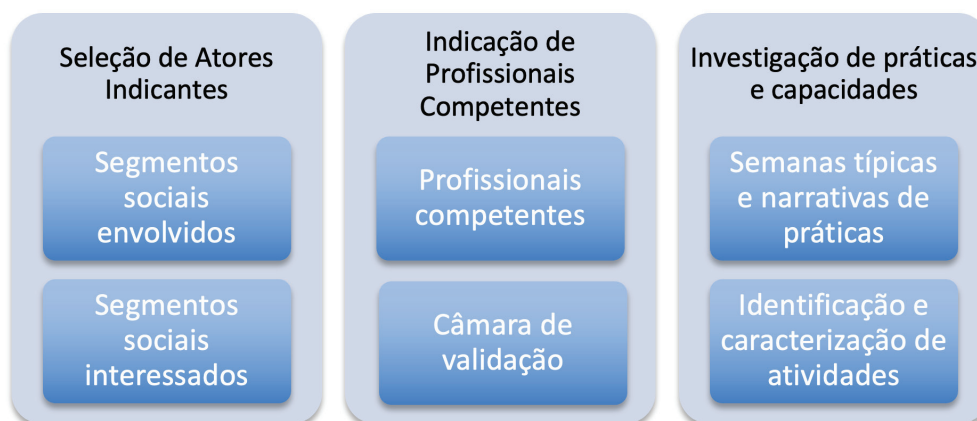 Seleção de Atores
Indicantes
Segmentos
sociais
envolvidos
Segmentos
sociais
interessados
Indicação de
Profissionais
Competentes
Profissionais
competentes
Câmara de
validação
Investigação de práticas
e capacidades
Semanas típicas
e narrativas de
práticas
Identificação e
caracterização de
atividades